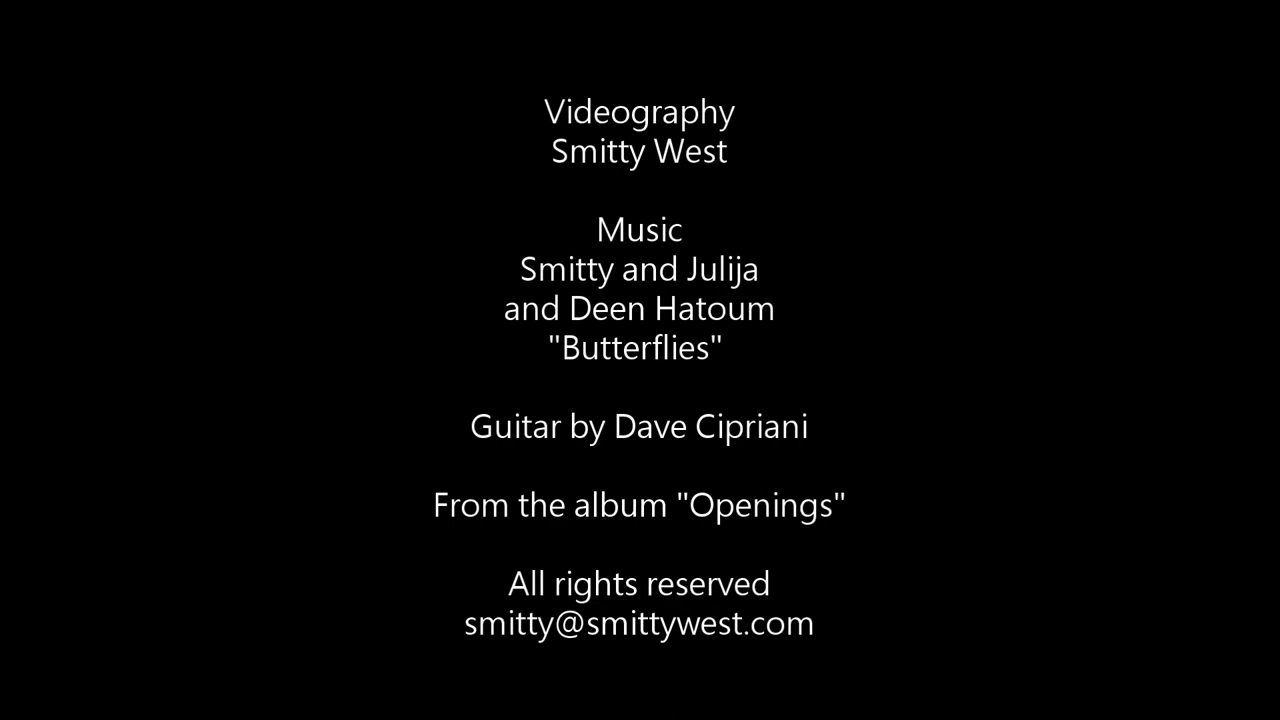 Videography
Smitty West
Music
Smitty and Julija
and Deen Hatoum
"Butterflies"
Guitar by Dave Cipriani
From the album "Openings"
All rights reserved
smitty@smittywest.com